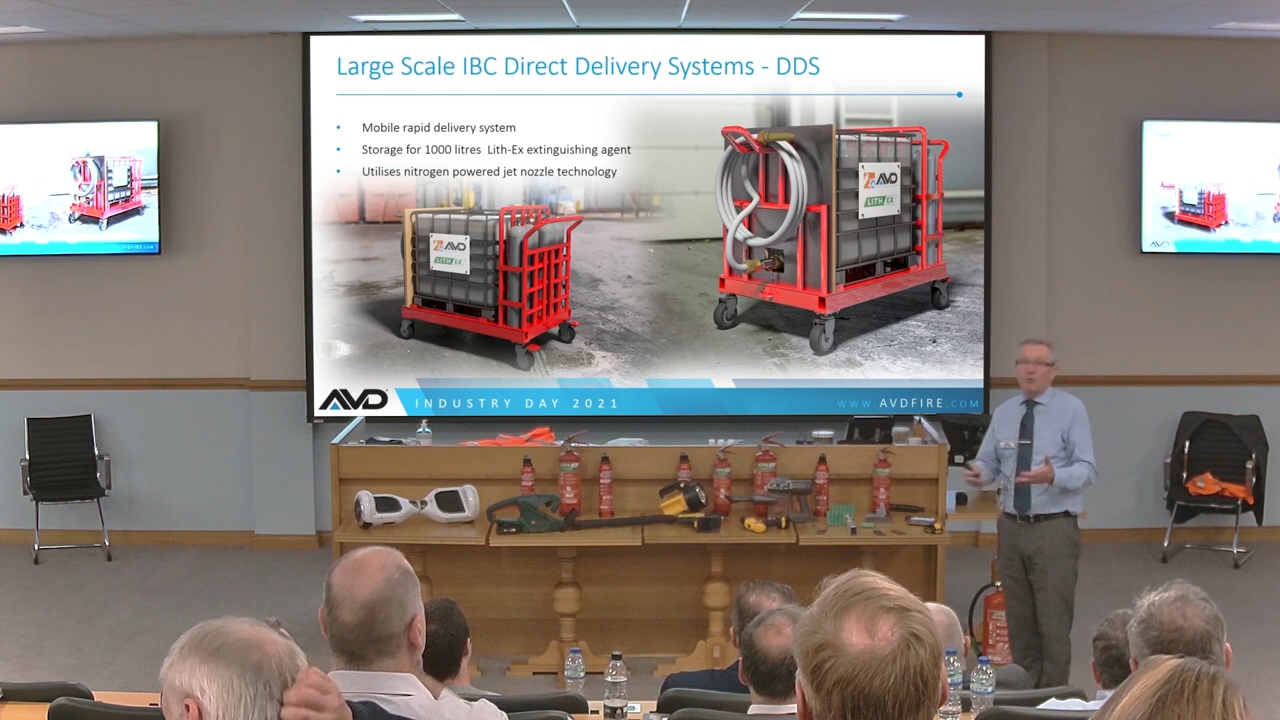 Large Scale IBC Direct Delivery Systems - DDS
• Mobile rapid delivery system
• Storage for 1000 litres Lith-Ex extinguishing agent
• Utilises nitrogen powered jet nozzle technology
AVD
LITH EX
AVD
LITH EX
AVD
INDUSTRY DAY 2021
WWW.AVDFIRE.COM